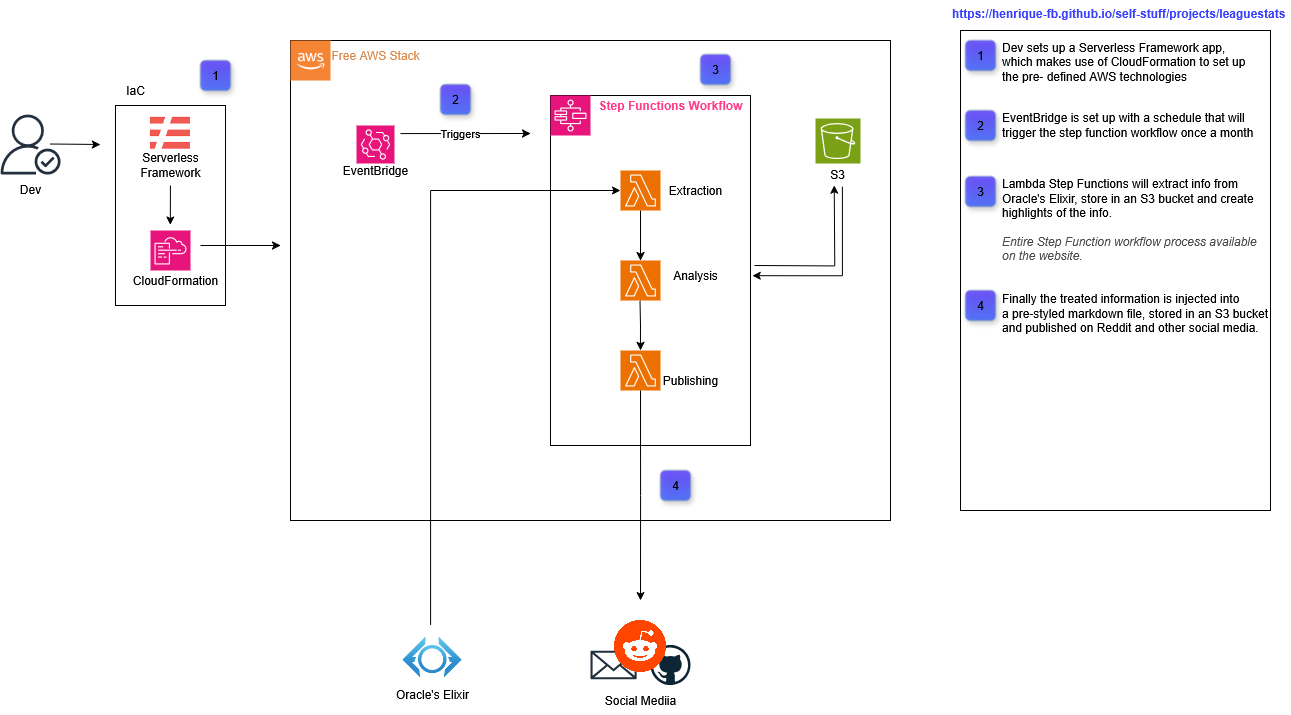 https://henrique-fb.github.io/self-stuff/projects/leaguestats
1
IaC
Dev
Serverless
Framework
CloudFormation
aws
Free AWS Stack
2
Triggers
EventBridge
3
Step Functions Workflow
Extraction
Analysis
Publishing
S3
4
Oracle's Elixir
Social Mediia
1
Dev sets up a Serverless Framework app,
which makes use of CloudFormation to set up
the pre- defined AWS technologies
2
EventBridge is set up with a schedule that will
trigger the step function workflow once a month
3
Lambda Step Functions will extract info from
Oracle's Elixir, store in an S3 bucket and create
highlights of the info.
Entire Step Function workflow process available
on the website.
4
Finally the treated information is injected into
a pre-styled markdown file, stored in an S3 bucket
and published on Reddit and other social media.